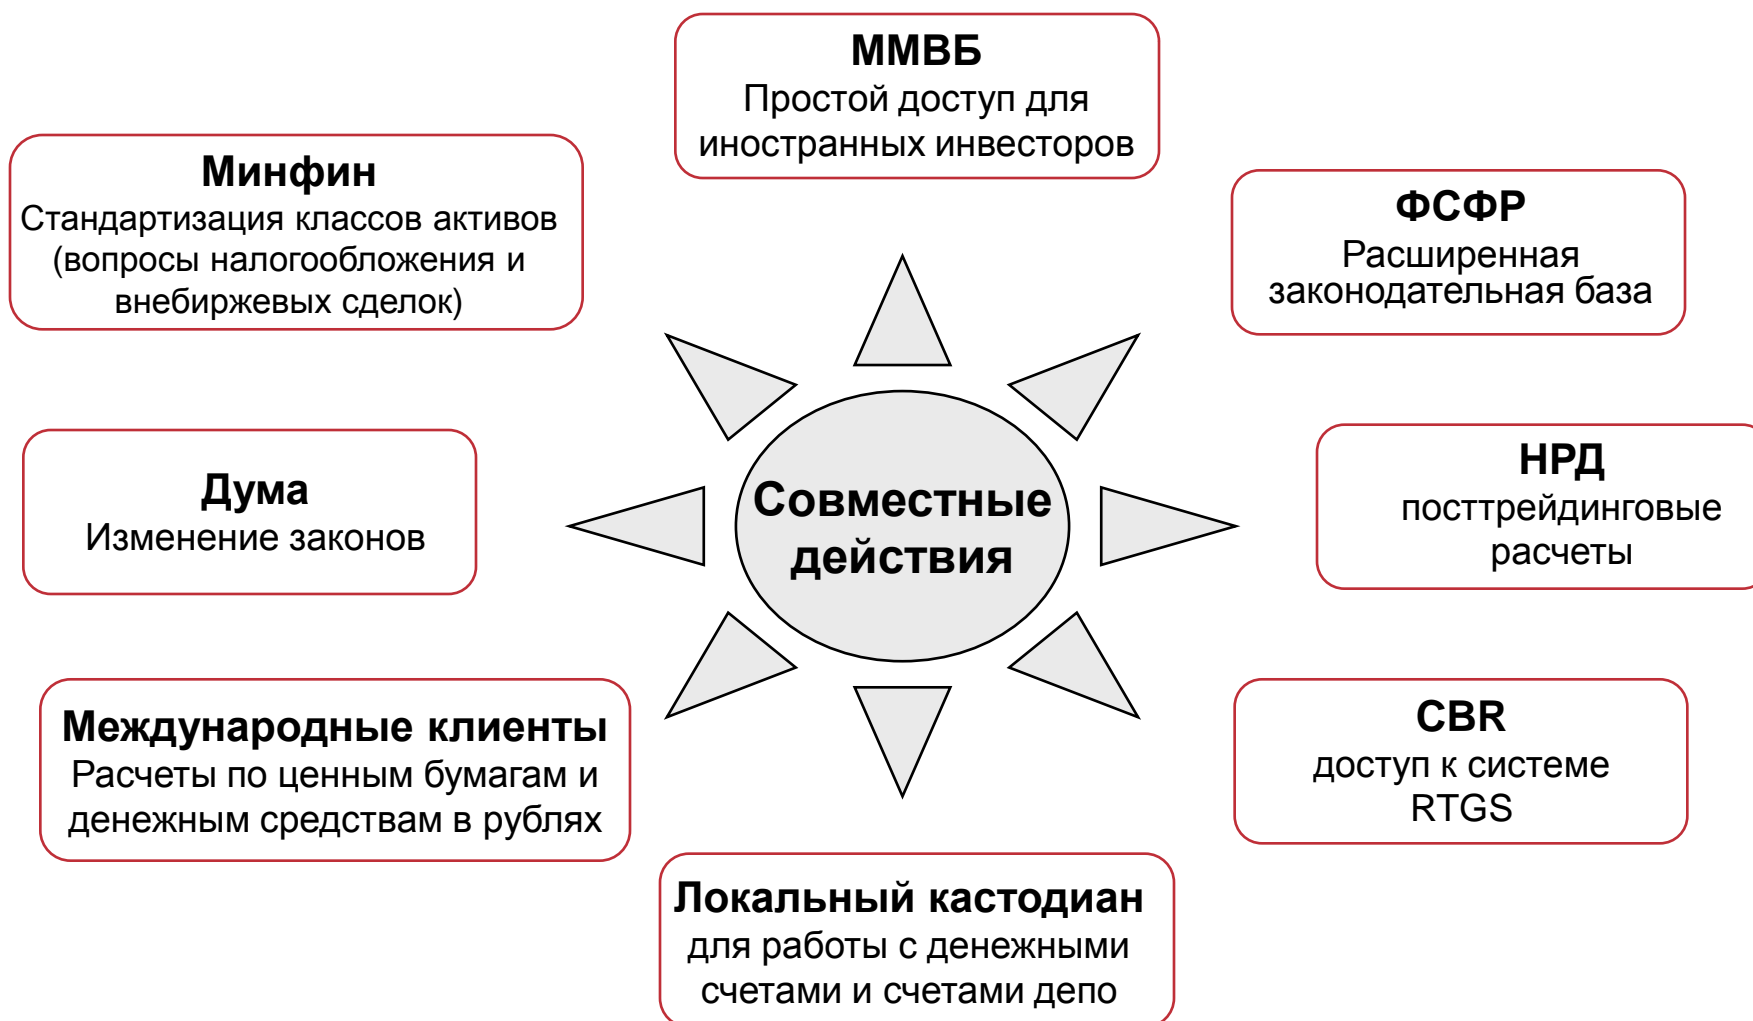 ММВБ
Простой доступ для
иностранных инвесторов
Минфин
Стандартизация классов активов
(вопросы налогообложения и
внебиржевых сделок)
ФСФР
Расширенная
законодательная база
Дума
Изменение законов
Совместные
действия
НРД
посттрейдинговые
расчеты
Международные клиенты
Расчеты по ценным бумагам и
денежным средствам в рублях
CBR
доступ к системе
RTGS
Локальный кастодиан
для работы с денежными
счетами и счетами депо